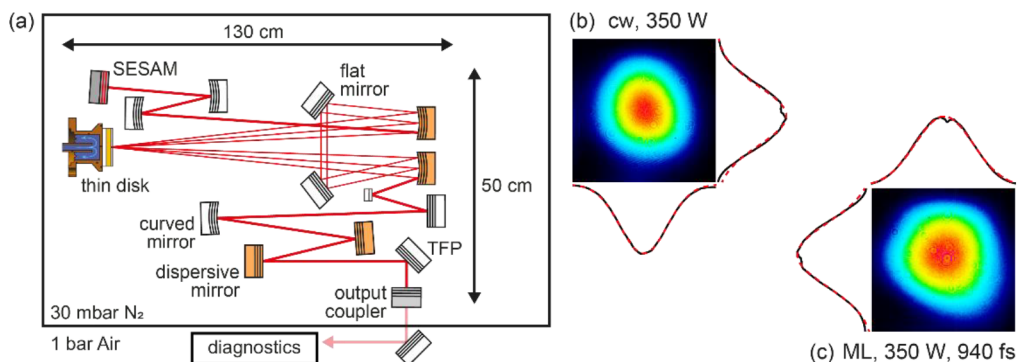 (a)
130 cm
SESAM
flat
mirror
thin disk
50 cm
curved
mirror
TFP
dispersive
mirror
output
coupler
30 mbar N₂
1 bar Air
diagnostics
(b) cw, 350 W
(c) ML, 350 W, 940 fs